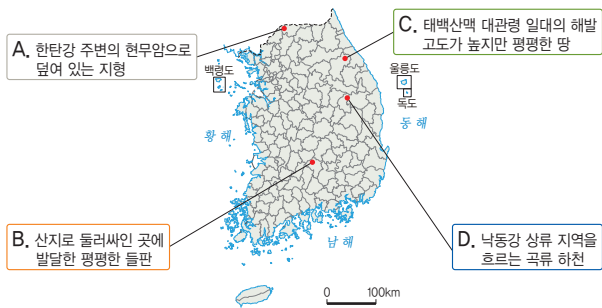 A. 한탄강 주변의 현무암으로
덮여 있는 지형
C. 태백산맥 대관령 일대의 해발
고도가 높지만 평평한 땅
백령도
울릉도
독도
황해
동해
B. 산지로 둘러싸인 곳에
발달한 평평한 들판
D. 낙동강 상류 지역을
흐르는 곡류 하천
남해
0 100km